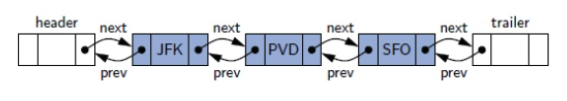 header trailer
next next next next
JFK PVD SFO
prev prev prev prev